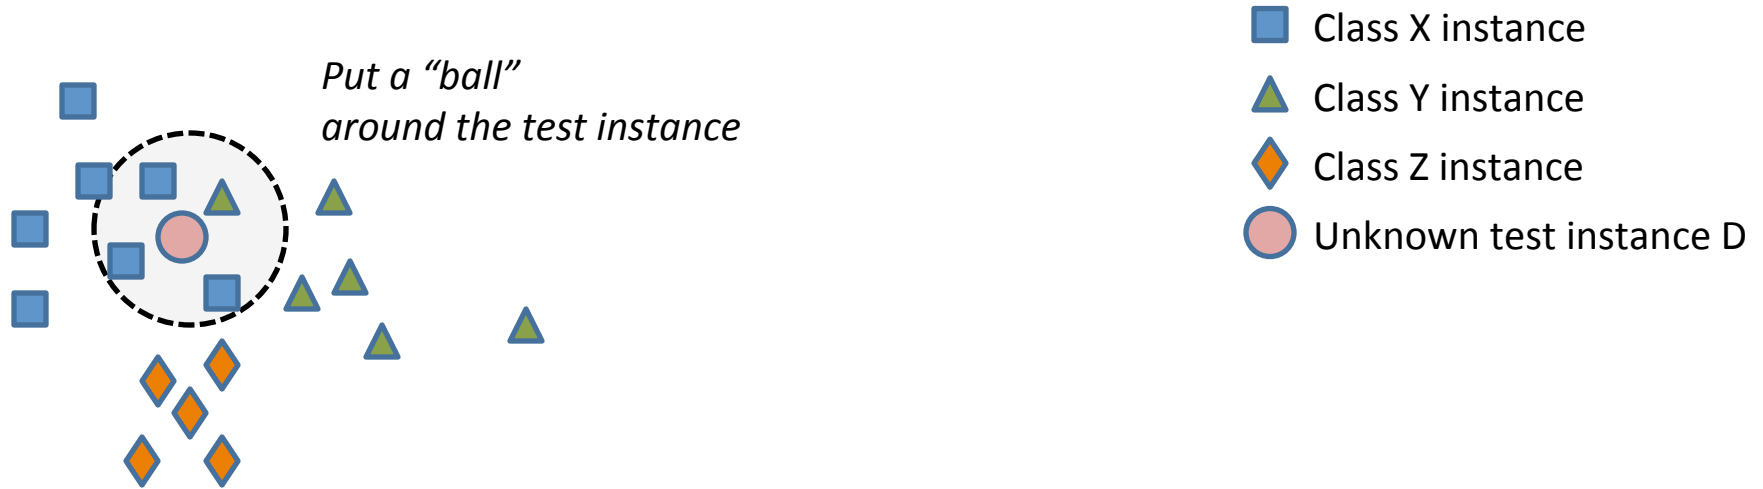 Put a “ball”
around the test instance
Class X instance
Class Y instance
Class Z instance
Unknown test instance D